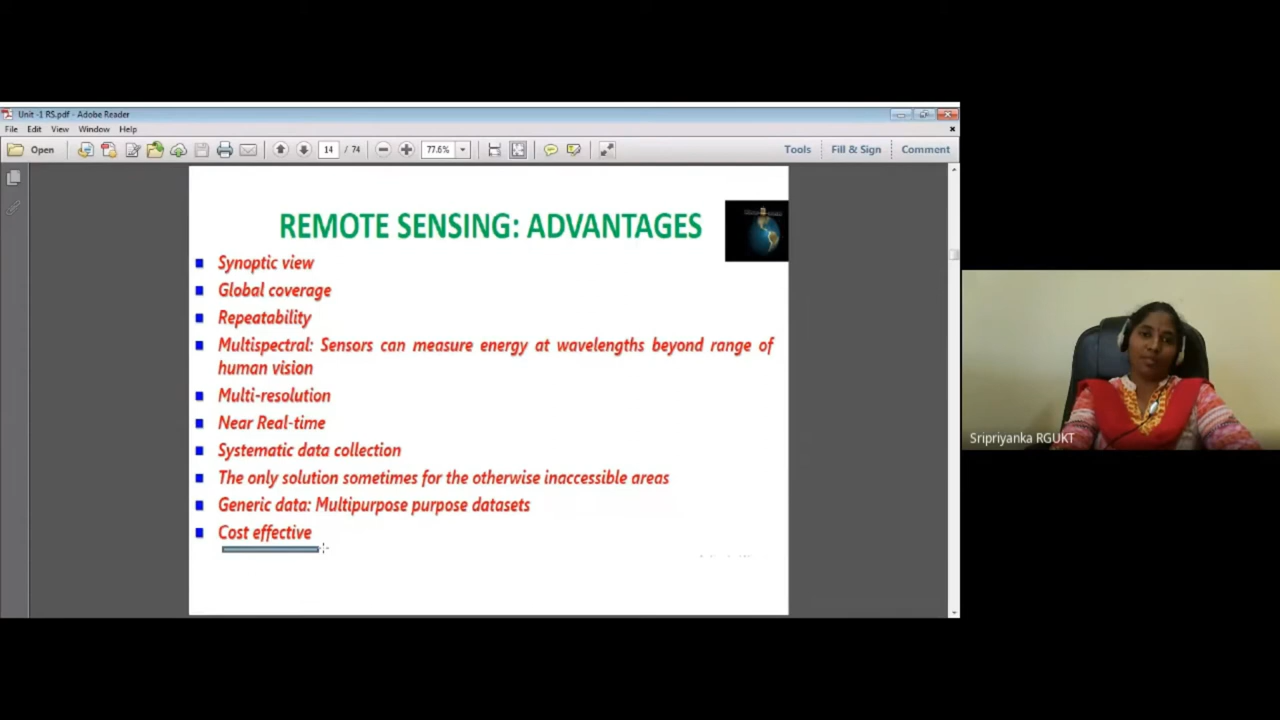 Unit -1 RS.pdf - Adobe Reader
File Edit View Window Help
Open 14 / 74 77.6% Tools Fill & Sign Comment
REMOTE SENSING: ADVANTAGES
Synoptic view
Global coverage
Repeatability
Multispectral: Sensors can measure energy at wavelengths beyond range of
human vision
Multi-resolution
Near Real-time
Systematic data collection
The only solution sometimes for the otherwise inaccessible areas
Generic data: Multipurpose purpose datasets
Cost effective
Sripriyanka RGUKT